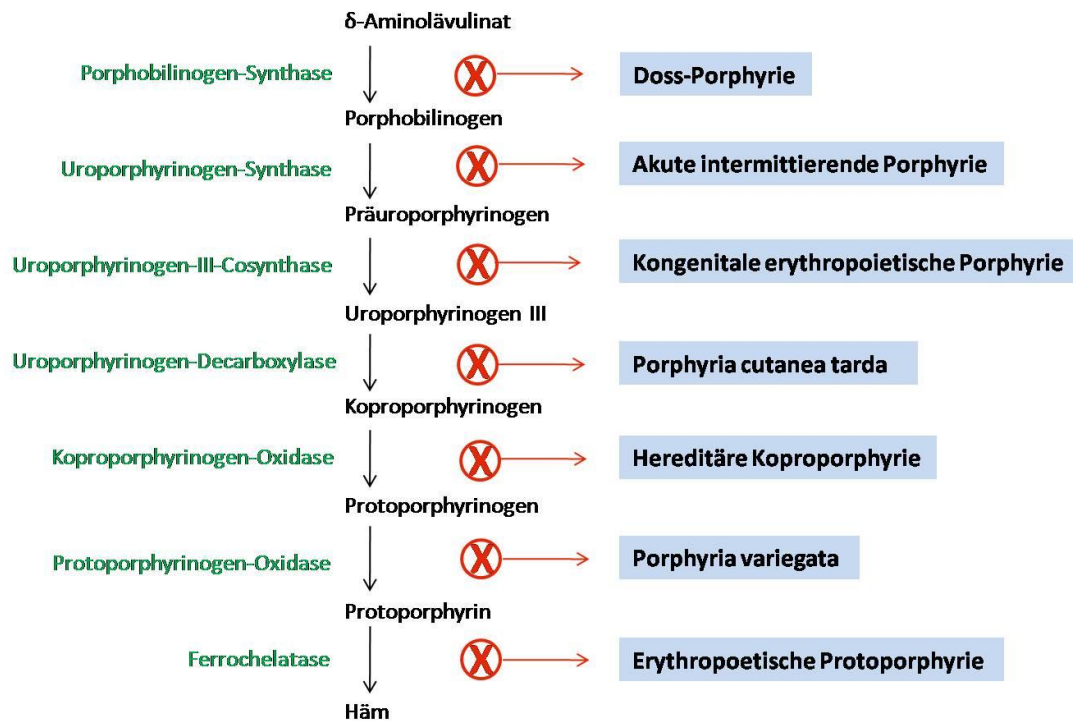 δ-Aminolävulinat
Porphobilinogen-Synthase
X
Doss-Porphyrie
Porphobilinogen
Uroporphyrinogen-Synthase
X
Akute intermittierende Porphyrie
Präuroporphyrinogen
Uroporphyrinogen-III-Cosynthase
X
Kongenitale erythropoietische Porphyrie
Uroporphyrinogen III
Uroporphyrinogen-Decarboxylase
X
Porphyria cutanea tarda
Koproporphyrinogen
Koproporphyrinogen-Oxidase
X
Hereditäre Koproporphyrie
Protoporphyrinogen
Protoporphyrinogen-Oxidase
X
Porphyria variegata
Protoporphyrin
Ferrochelatase
X
Erythropoetische Protoporphyrie
Häm